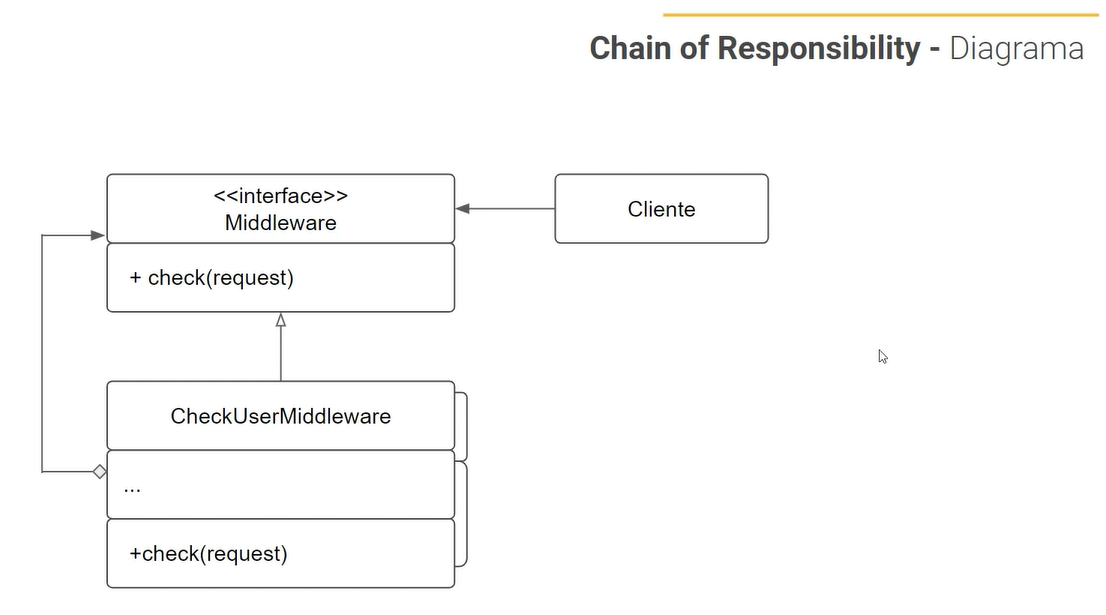 Chain of Responsibility - Diagrama
<<interface>>
Middleware
+ check(request)
Cliente
CheckUserMiddleware
...
+check(request)